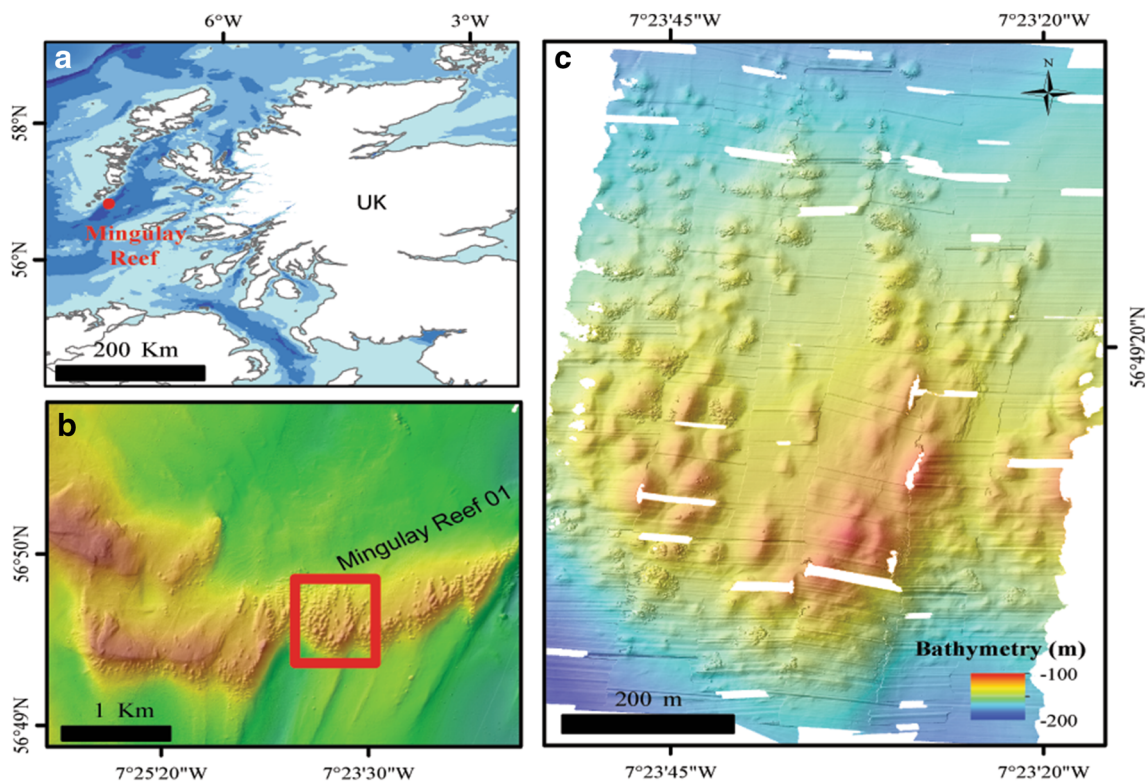 6°W
3°W
a
58°N
56°N
UK
Mingulay
Reef
200 Km
b
Mingulay Reef 01
56°50'N
56°49'N
1 Km
7°25'20"W
7°23'30"W
7°23'45"W
7°23'20"W
c
N
56°49'20"N
Bathymetry (m)
-100
-200
200 m
7°23'45"W
7°23'20"W